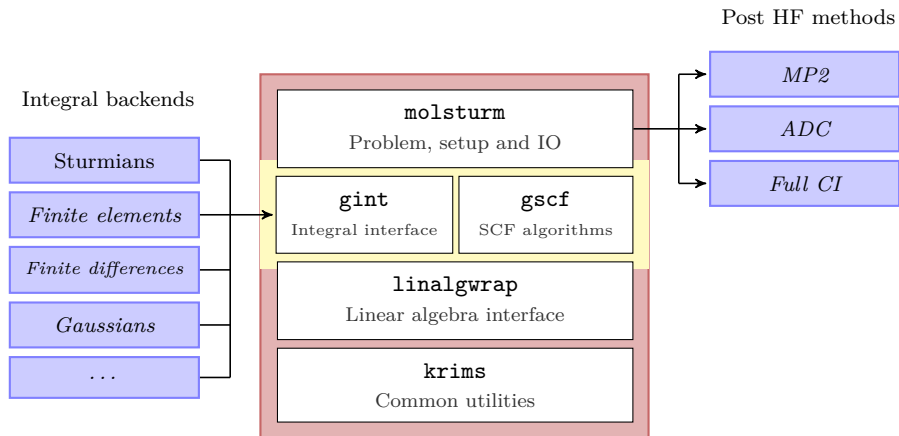 Integral backends
Sturmians
Finite elements
Finite differences
Gaussians
...
molsturm
Problem, setup and IO
gint
Integral interface
gscf
SCF algorithms
linalgwrap
Linear algebra interface
krims
Common utilities
Post HF methods
MP2
ADC
Full CI